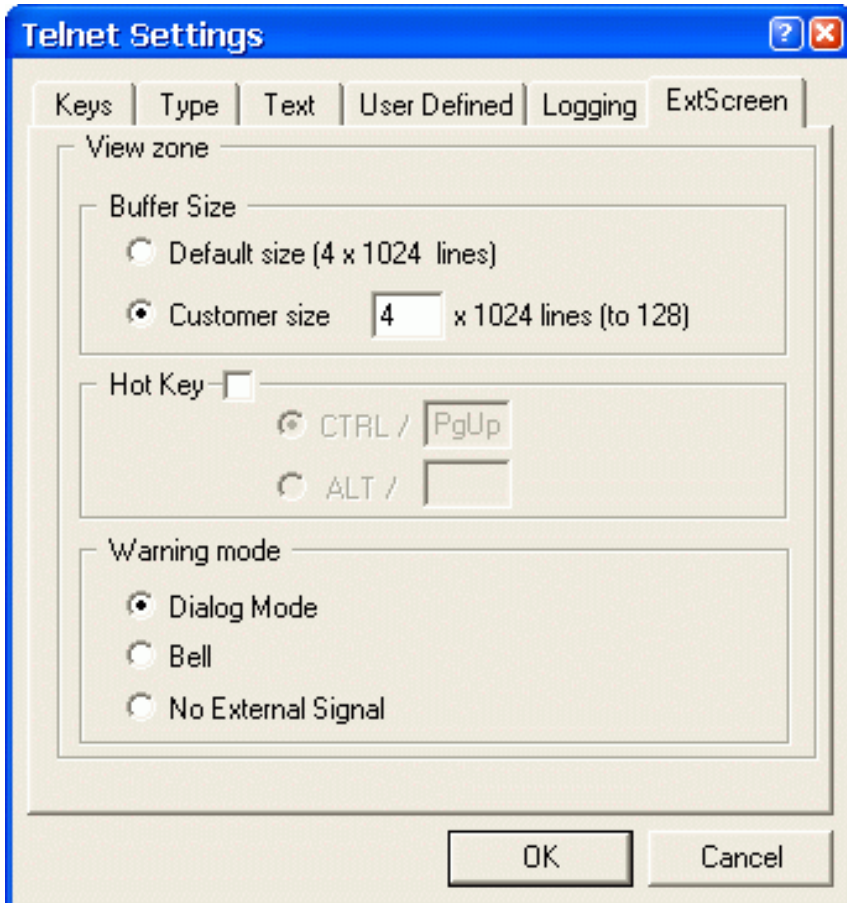 Telnet Settings
Keys Type Text User Defined Logging ExtScreen
View zone
Buffer Size
Default size (4 x 1024 lines)
Customer size 4 x 1024 lines (to 128)
Hot Key
CTRL / PgUp
ALT /
Warning mode
Dialog Mode
Bell
No External Signal
OK Cancel